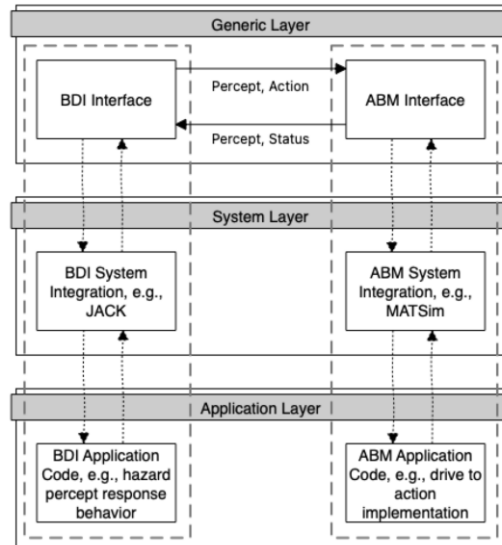 Generic Layer
BDI Interface
Percept, Action
Percept, Status
ABM Interface
System Layer
BDI System
Integration, e.g.,
JACK
ABM System
Integration, e.g.,
MATSim
Application Layer
BDI Application
Code, e.g., hazard
percept response
behavior
ABM Application
Code, e.g., drive to
action
implementation